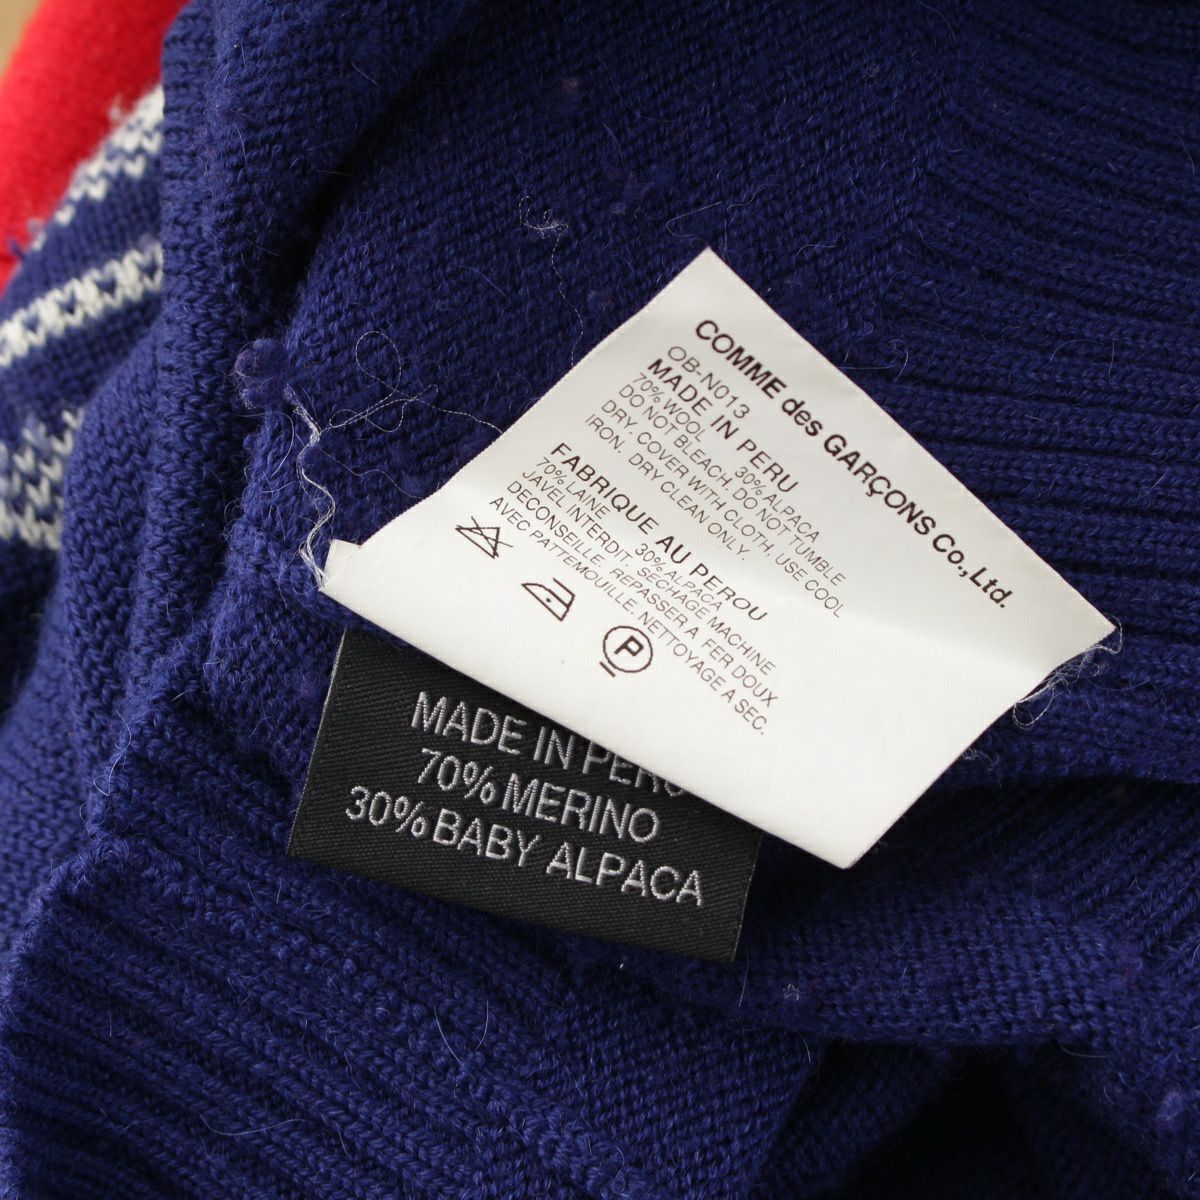 COMME des GARÇONS Co., Ltd.
OB-N013
MADE IN PERU
70% WOOL 30% ALPACA
DO NOT BLEACH, DO NOT TUMBLE
DRY. COVER WITH CLOTH, USE COOL
IRON. DRY CLEAN ONLY.
FABRIQUE AU PEROU
70% LAINE 30% ALPACA
JAVEL INTERDIT. SECHAGE MACHINE
DECONSEILLE. REPASSER A FER DOUX
AVEC PATTEMOUILLE. NETTOYAGE A SEC.
P
MADE IN PERU
70% MERINO
30% BABY ALPACA